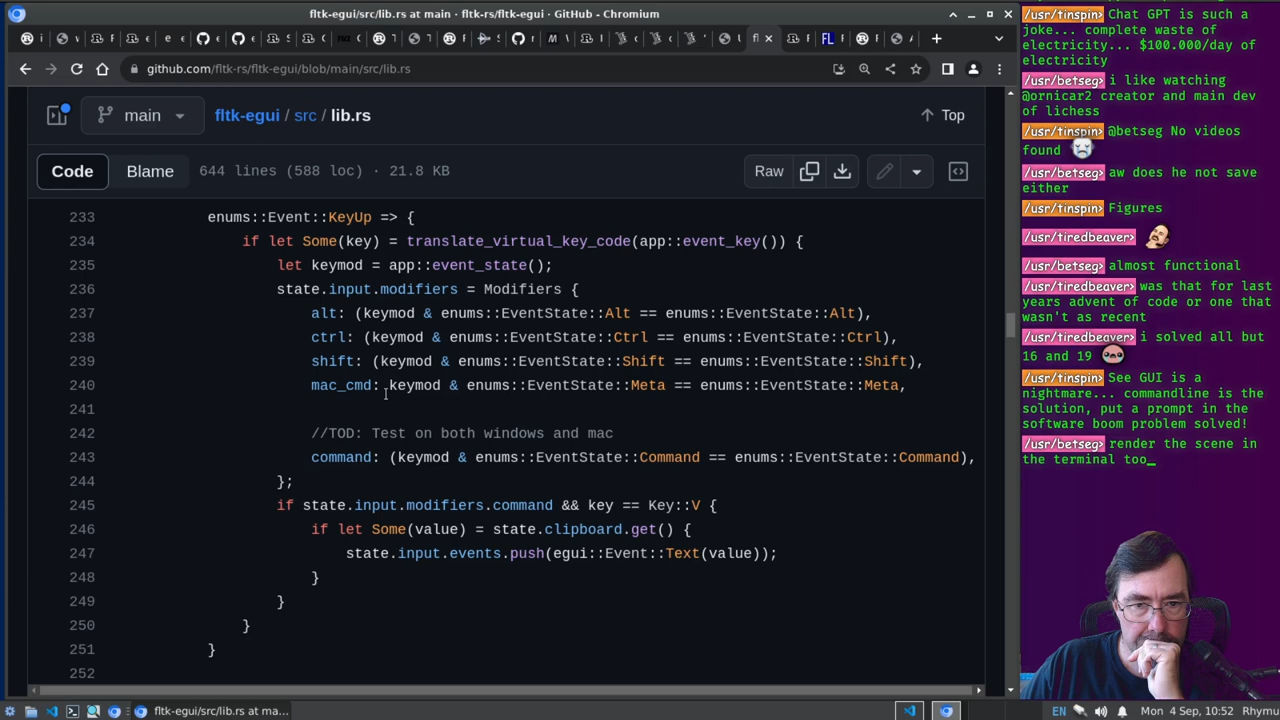 fltk-egui/src/lib.rs at main · fltk-rs/fltk-egui · GitHub - Chromium
github.com/fltk-rs/fltk-egui/blob/main/src/lib.rs
main
fltk-egui / src / lib.rs
Top
Code
Blame
644 lines (588 loc) · 21.8 KB
Raw
233 enums::Event::KeyUp => {
234 if let Some(key) = translate_virtual_key_code(app::event_key()) {
235 let keymod = app::event_state();
236 state.input.modifiers = Modifiers {
237 alt: (keymod & enums::EventState::Alt == enums::EventState::Alt),
238 ctrl: (keymod & enums::EventState::Ctrl == enums::EventState::Ctrl),
239 shift: (keymod & enums::EventState::Shift == enums::EventState::Shift),
240 mac_cmd: keymod & enums::EventState::Meta == enums::EventState::Meta,
241
242 //TOD: Test on both windows and mac
243 command: (keymod & enums::EventState::Command == enums::EventState::Command),
244 };
245 if state.input.modifiers.command && key == Key::V {
246 if let Some(value) = state.clipboard.get() {
247 state.input.events.push(egui::Event::Text(value));
248 }
249 }
250 }
251 }
252
/usr/tinspin> Chat GPT is such a
joke... complete waste of
electricity... $100.000/day of
electricity
/usr/betseg> i like watching
@ornicar2 creator and main dev
of lichess
/usr/tinspin> @betseg No videos
found
/usr/betseg> aw does he not save
either
/usr/tinspin> Figures
/usr/tiredbeaver>
/usr/betseg> almost functional
/usr/tiredbeaver> was that for last
years advent of code or one that
wasn't as recent
/usr/tiredbeaver> i solved all but
16 and 19
/usr/tinspin> See GUI is a
nightmare... commandline is the
solution, put a prompt in the
software boom problem solved!
/usr/betseg> render the scene in
the terminal too_
fltk-egui/src/lib.rs at ma...
EN
Mon 4 Sep, 10:52
Rhymu